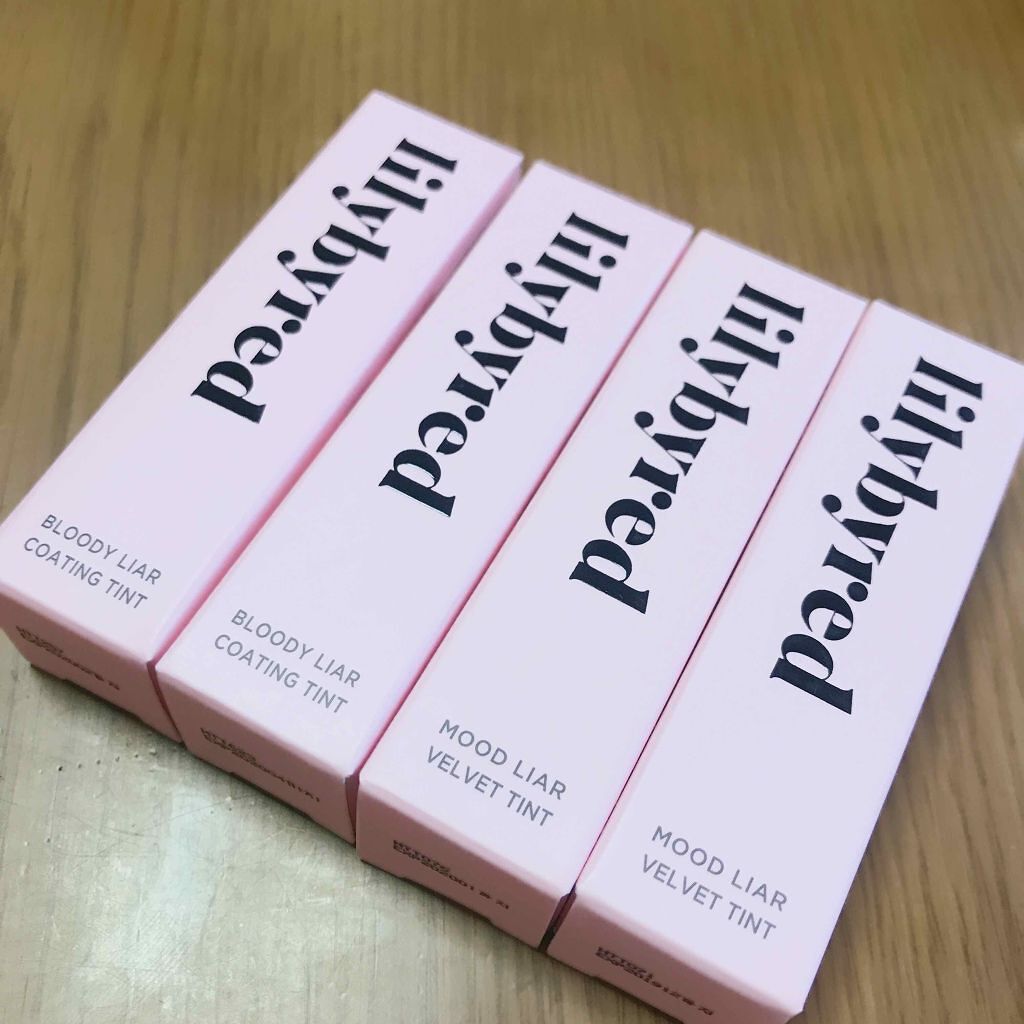 lilybyred
BLOODY LIAR
COATING TINT
lilybyred
BLOODY LIAR
COATING TINT
lilybyred
MOOD LIAR
VELVET TINT
lilybyred
MOOD LIAR
VELVET TINT